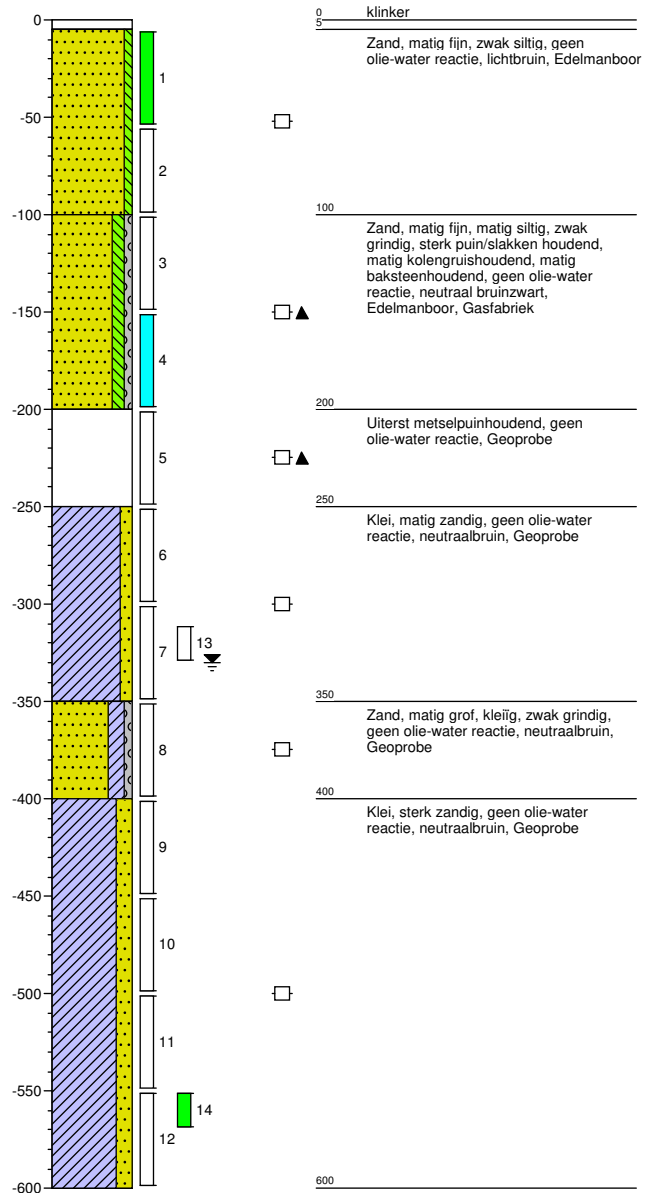 0
klinker
5
Zand, matig fijn, zwak siltig, geen
olie-water reactie, lichtbruin, Edelmanboor
1
-50
2
-100
100
Zand, matig fijn, matig siltig, zwak
grindig, sterk puin/slakken houdend,
matig kolengruishoudend, matig
baksteenhoudend, geen olie-water
reactie, neutraal bruinzwart,
Edelmanboor, Gasfabriek
3
-150
4
-200
200
Uiterst metselpuinhoudend, geen
olie-water reactie, Geoprobe
5
-250
250
Klei, matig zandig, geen olie-water
reactie, neutraalbruin, Geoprobe
6
-300
7
13
-350
350
Zand, matig grof, kleiïg, zwak grindig,
geen olie-water reactie, neutraalbruin,
Geoprobe
8
-400
400
Klei, sterk zandig, geen olie-water
reactie, neutraalbruin, Geoprobe
9
-450
10
-500
11
-550
14
12
-600
600
0